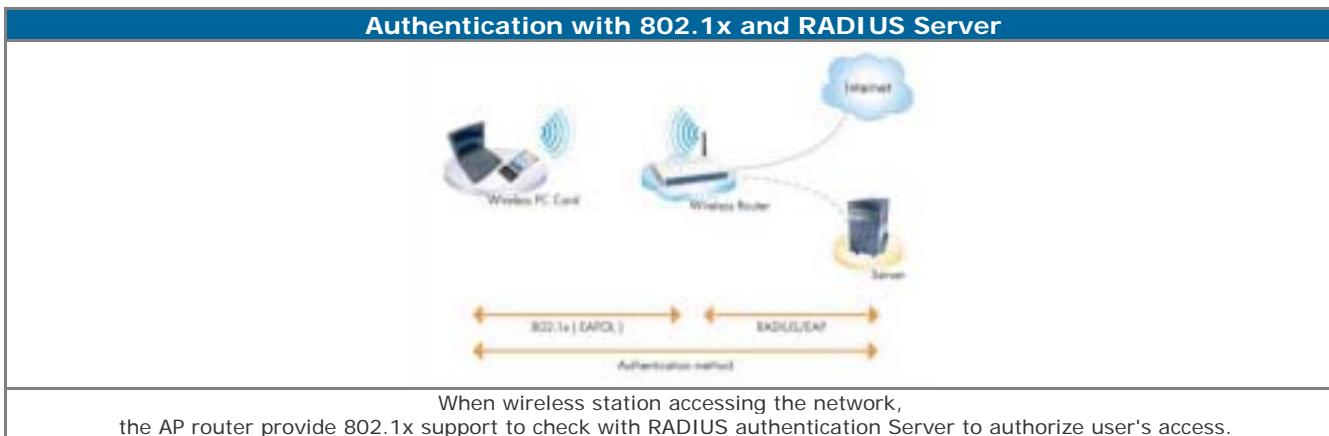 Authentication with 802.1x and RADIUS Server
Internet
Wireless PC Card
Wireless Router
Server
802.1x ( EAPOL )
RADIUS/EAP
Authentication method
When wireless station accessing the network,
the AP router provide 802.1x support to check with RADIUS authentication Server to authorize user's access.